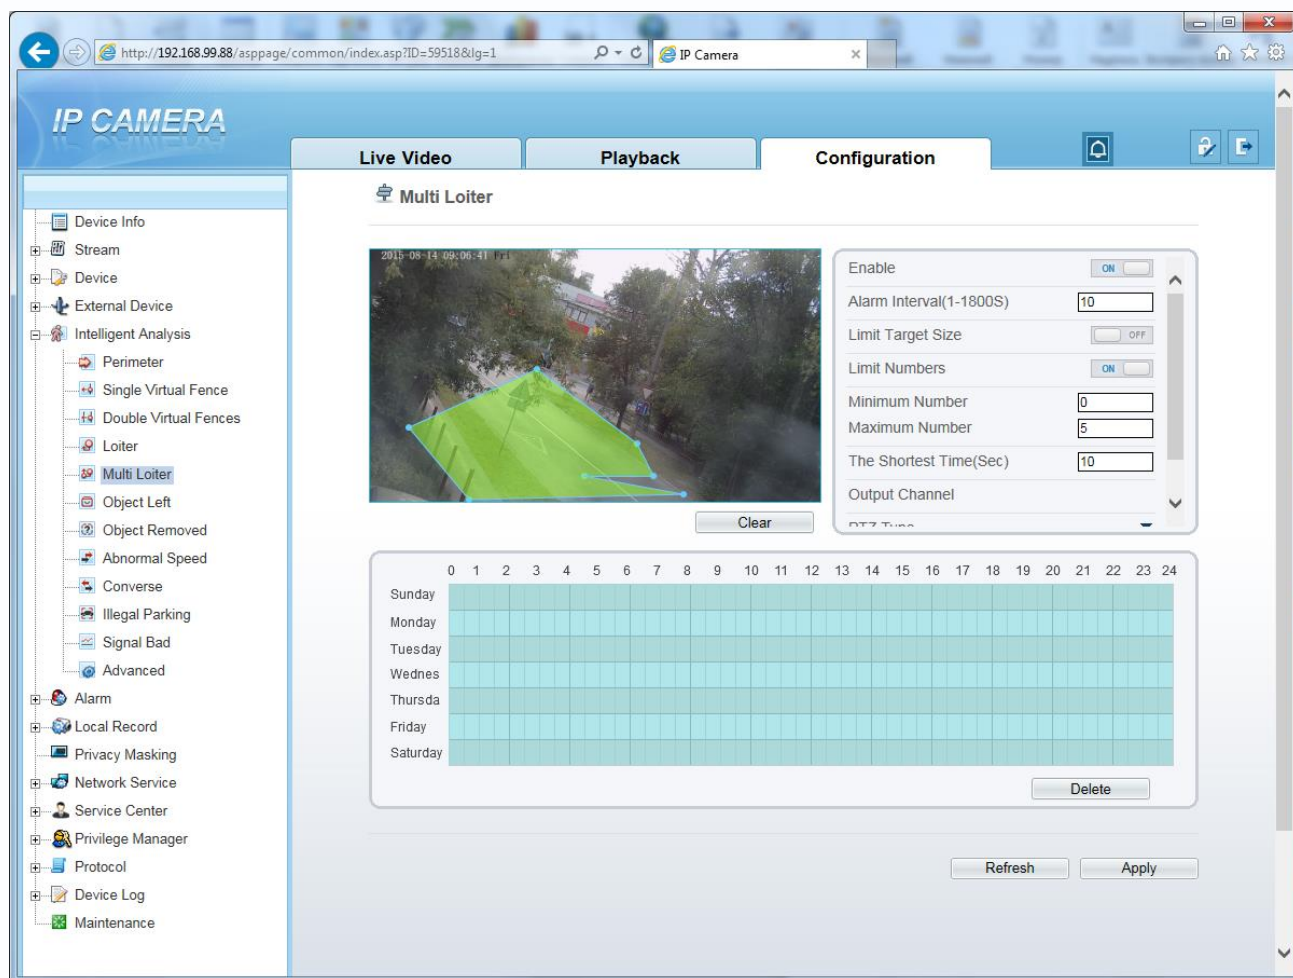 http://192.168.99.88/asppage/common/index.asp?ID=59518&lg=1
IP Camera
IP CAMERA
Live Video
Playback
Configuration
Multi Loiter
Device Info
Stream
Device
External Device
Intelligent Analysis
Perimeter
Single Virtual Fence
Double Virtual Fences
Loiter
Multi Loiter
Object Left
Object Removed
Abnormal Speed
Converse
Illegal Parking
Signal Bad
Advanced
Alarm
Local Record
Privacy Masking
Network Service
Service Center
Privilege Manager
Protocol
Device Log
Maintenance
2015-08-14 09:06:41 Fri
Clear
Enable ON
Alarm Interval(1-1800S) 10
Limit Target Size OFF
Limit Numbers ON
Minimum Number 0
Maximum Number 5
The Shortest Time(Sec) 10
Output Channel
PTZ Type
0 1 2 3 4 5 6 7 8 9 10 11 12 13 14 15 16 17 18 19 20 21 22 23 24
Sunday
Monday
Tuesday
Wednes
Thursda
Friday
Saturday
Delete
Refresh
Apply